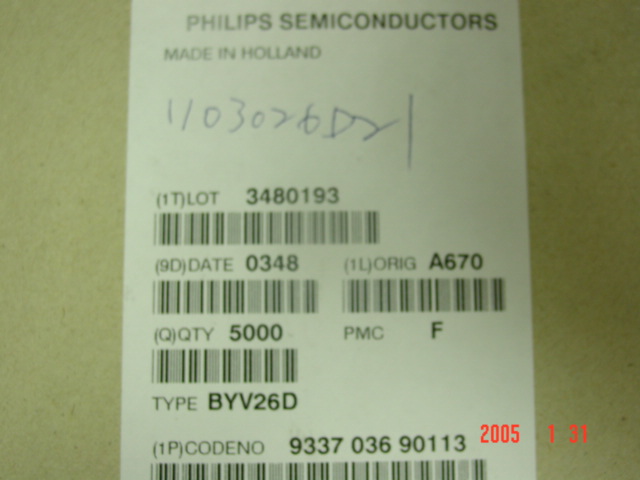 PHILIPS SEMICONDUCTORS
MADE IN HOLLAND
1103026D21
(1T)LOT 3480193
(9D)DATE 0348 (1L)ORIG A670
(Q)QTY 5000 PMC F
TYPE BYV26D
(1P)CODENO 9337 036 90113
2005 1 31